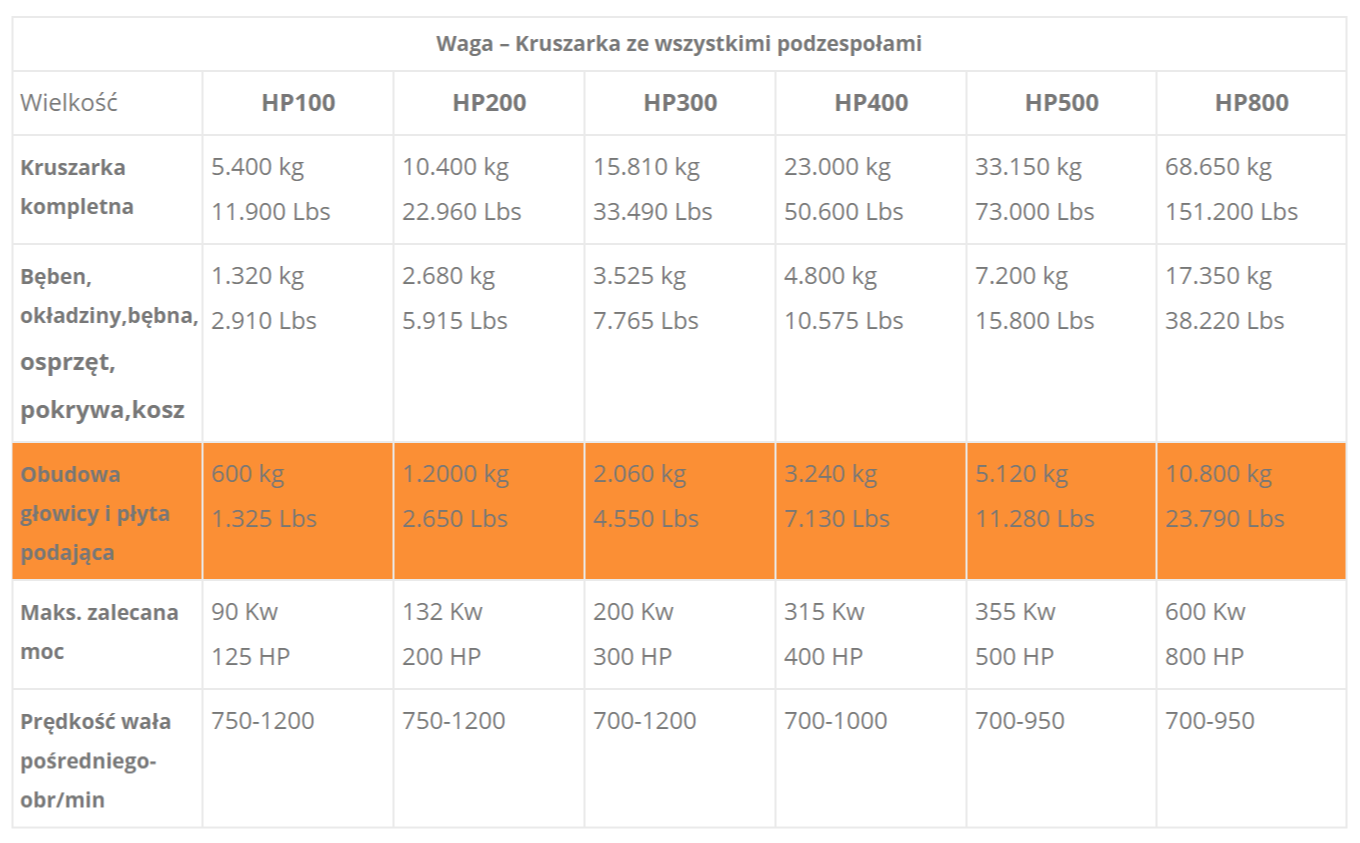 Waga – Kruszarka ze wszystkimi podzespołami
Wielkość HP100 HP200 HP300 HP400 HP500 HP800
Kruszarka 5.400 kg 10.400 kg 15.810 kg 23.000 kg 33.150 kg 68.650 kg
kompletna 11.900 Lbs 22.960 Lbs 33.490 Lbs 50.600 Lbs 73.000 Lbs 151.200 Lbs
Bęben, 1.320 kg 2.680 kg 3.525 kg 4.800 kg 7.200 kg 17.350 kg
okładziny,bębna, 2.910 Lbs 5.915 Lbs 7.765 Lbs 10.575 Lbs 15.800 Lbs 38.220 Lbs
osprzęt,
pokrywa,kosz
Obudowa 600 kg 1.2000 kg 2.060 kg 3.240 kg 5.120 kg 10.800 kg
głowicy i płyta 1.325 Lbs 2.650 Lbs 4.550 Lbs 7.130 Lbs 11.280 Lbs 23.790 Lbs
podająca
Maks. zalecana 90 Kw 132 Kw 200 Kw 315 Kw 355 Kw 600 Kw
moc 125 HP 200 HP 300 HP 400 HP 500 HP 800 HP
Prędkość wała 750-1200 750-1200 700-1200 700-1000 700-950 700-950
pośredniego-
obr/min